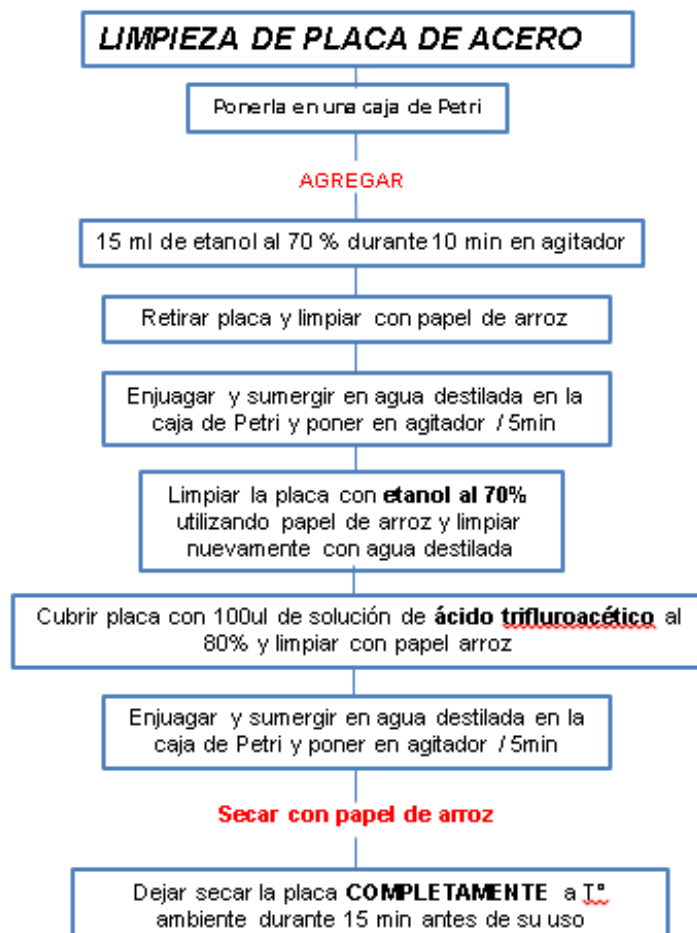 LIMPIEZA DE PLACA DE ACERO
Ponerla en una caja de Petri
AGREGAR
15 ml de etanol al 70 % durante 10 min en agitador
Retirar placa y limpiar con papel de arroz
Enjuagar y sumergir en agua destilada en la
caja de Petri y poner en agitador / 5min
Limpiar la placa con etanol al 70%
utilizando papel de arroz y limpiar
nuevamente con agua destilada
Cubrir placa con 100ul de solución de ácido trifluroacético al
80% y limpiar con papel arroz
Enjuagar y sumergir en agua destilada en la
caja de Petri y poner en agitador / 5min
Secar con papel de arroz
Dejar secar la placa COMPLETAMENTE a T°
ambiente durante 15 min antes de su uso